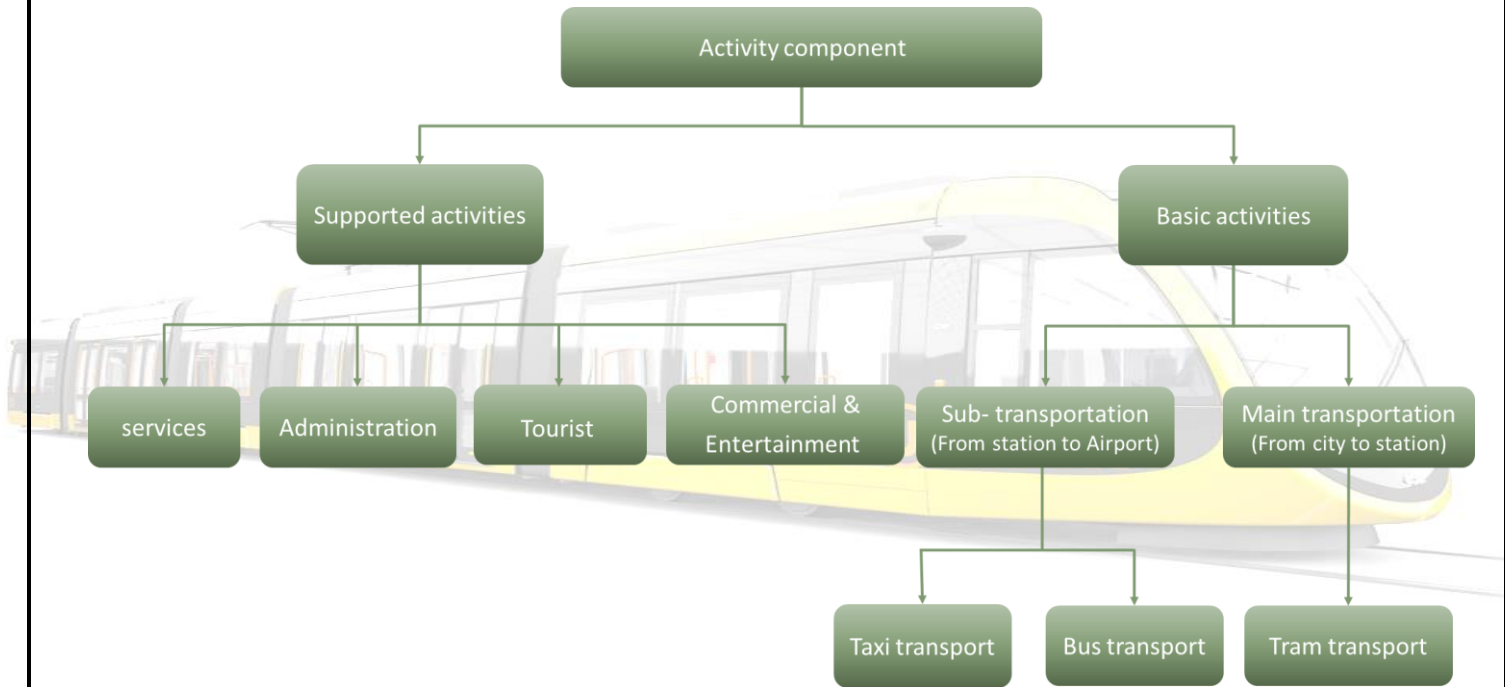 Activity component
Supported activities
Basic activities
services
Administration
Tourist
Commercial &
Entertainment
Sub- transportation
(From station to Airport)
Main transportation
(From city to station)
Taxi transport
Bus transport
Tram transport